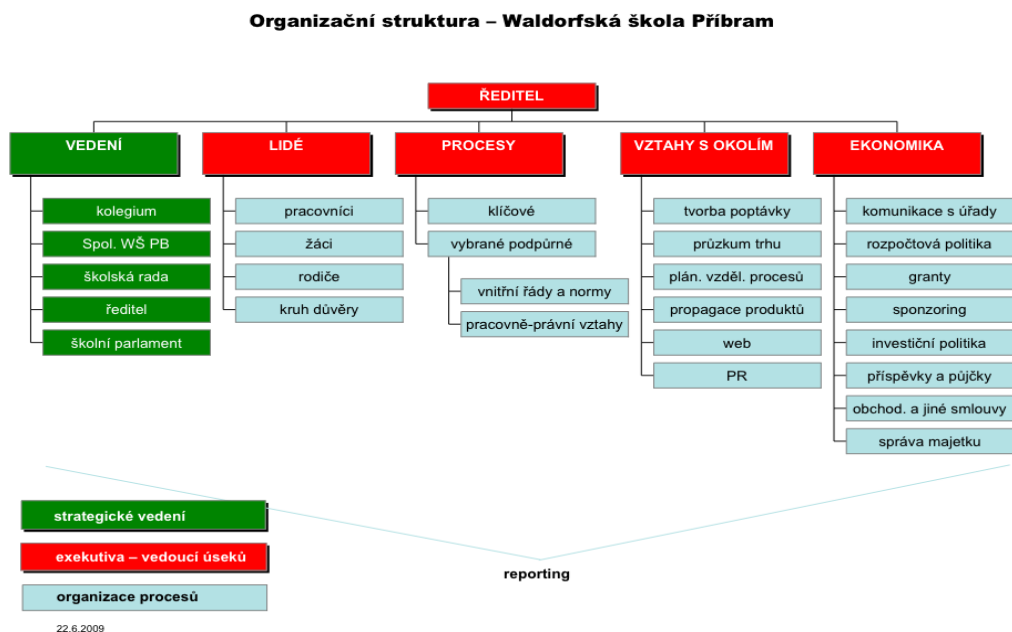 Organizační struktura – Waldorfská škola Příbram
ŘEDITEL
VEDENÍ
kolegium
Spol. WŠ PB
školská rada
ředitel
školní parlament
LIDÉ
pracovníci
žáci
rodiče
kruh důvěry
PROCESY
klíčové
vybrané podpůrné
vnitřní řády a normy
pracovně-právní vztahy
VZTAHY S OKOLÍM
tvorba poptávky
průzkum trhu
plán. vzděl. procesů
propagace produktů
web
PR
EKONOMIKA
komunikace s úřady
rozpočtová politika
granty
sponzoring
investiční politika
příspěvky a půjčky
obchod. a jiné smlouvy
správa majetku
strategické vedení
exekutiva – vedoucí úseků
organizace procesů
reporting
22.6.2009